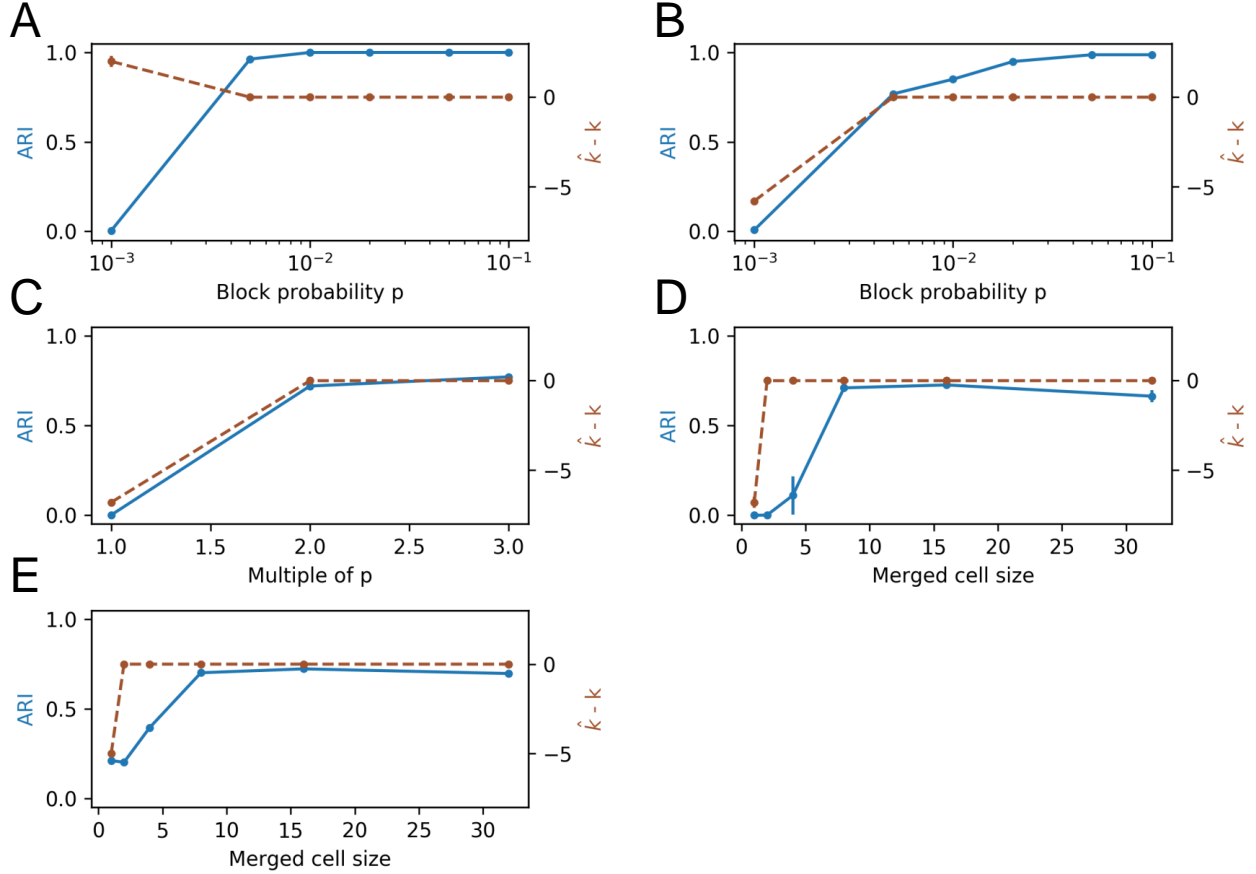 A
1.0
0.5
0.0
ARI
0
−5
k̂ - k
10⁻³
10⁻²
10⁻¹
Block probability p
B
1.0
0.5
0.0
ARI
0
−5
k̂ - k
10⁻³
10⁻²
10⁻¹
Block probability p
C
1.0
0.5
0.0
ARI
0
−5
k̂ - k
1.0 1.5 2.0 2.5 3.0
Multiple of p
D
1.0
0.5
0.0
ARI
0
−5
k̂ - k
0 5 10 15 20 25 30
Merged cell size
E
1.0
0.5
0.0
ARI
0
−5
k̂ - k
0 5 10 15 20 25 30
Merged cell size